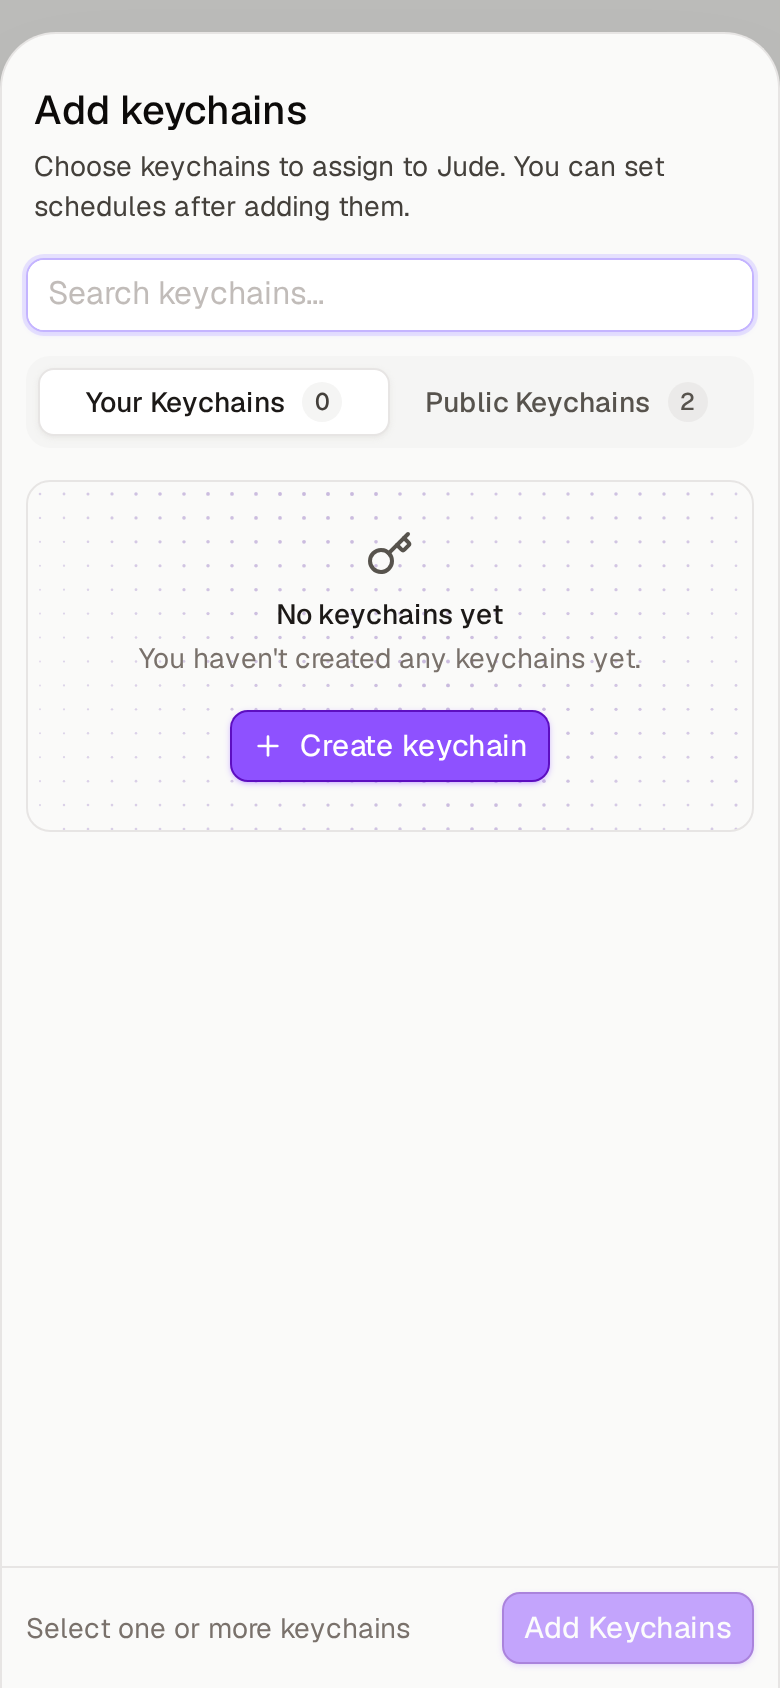 Add keychains
Choose keychains to assign to Jude. You can set
schedules after adding them.
Search keychains...
Your Keychains 0 Public Keychains 2
No keychains yet
You haven't created any keychains yet.
+ Create keychain
Select one or more keychains Add Keychains